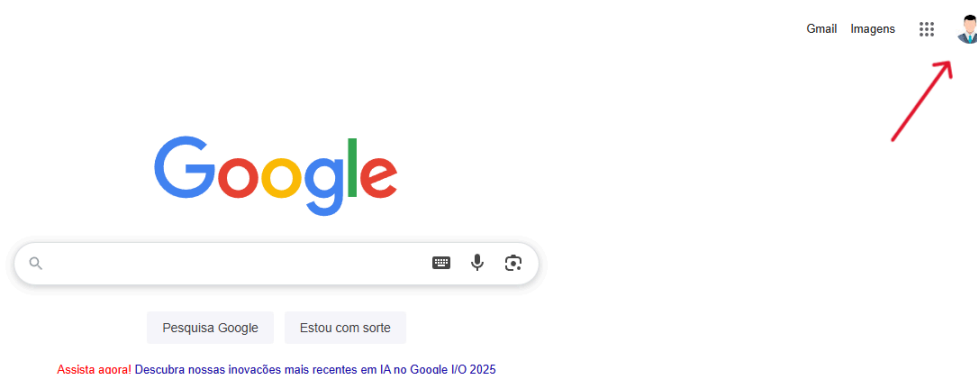 Gmail Imagens
Google
Pesquisa Google Estou com sorte
Assista agora! Descubra nossas inovações mais recentes em IA no Google I/O 2025